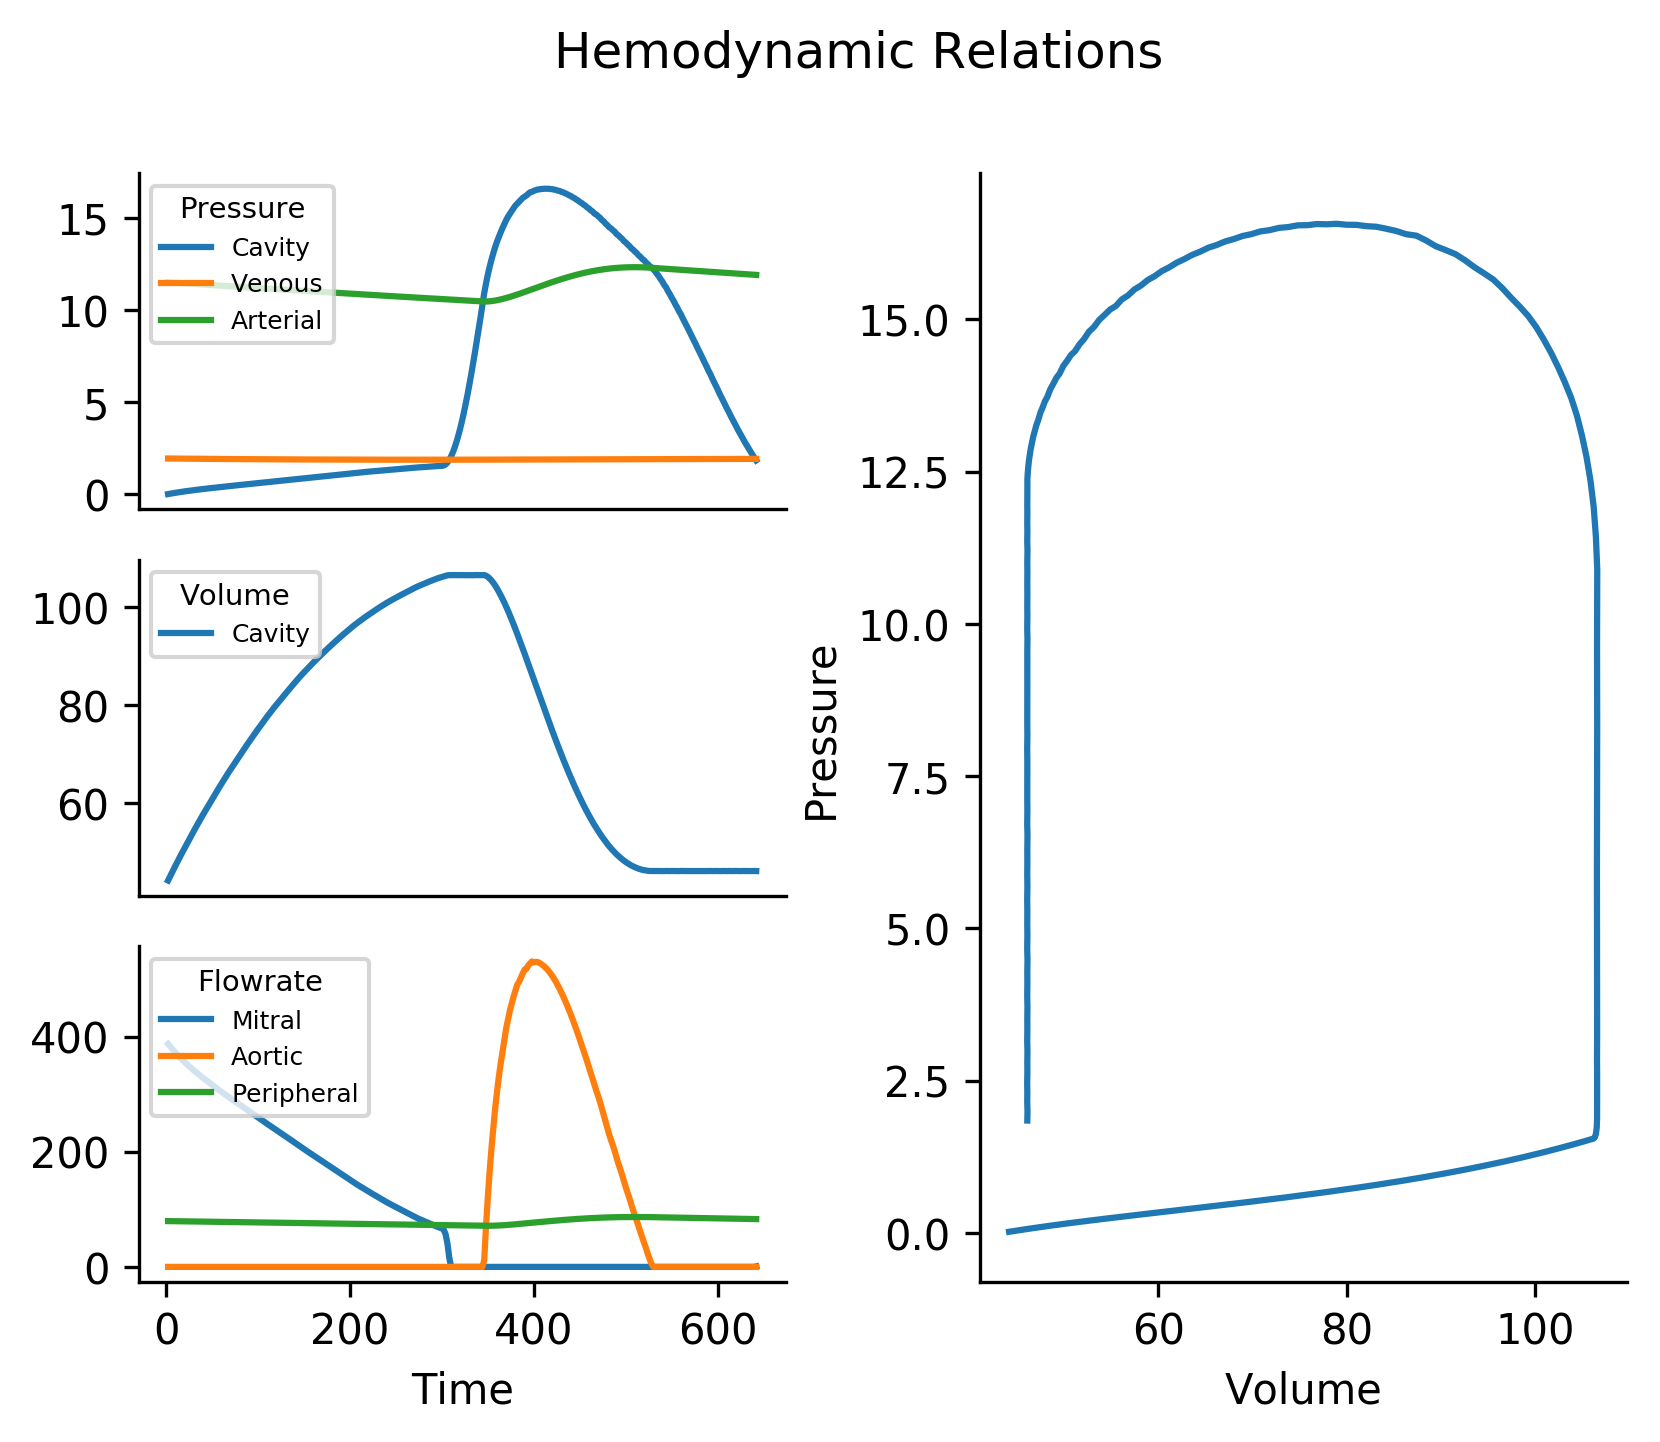 Hemodynamic Relations
15
10
5
0
Pressure
Cavity
Venous
Arterial
100
80
60
Volume
Cavity
400
200
0
Flowrate
Mitral
Aortic
Peripheral
0 200 400 600
Time
Pressure
15.0
12.5
10.0
7.5
5.0
2.5
0.0
60 80 100
Volume